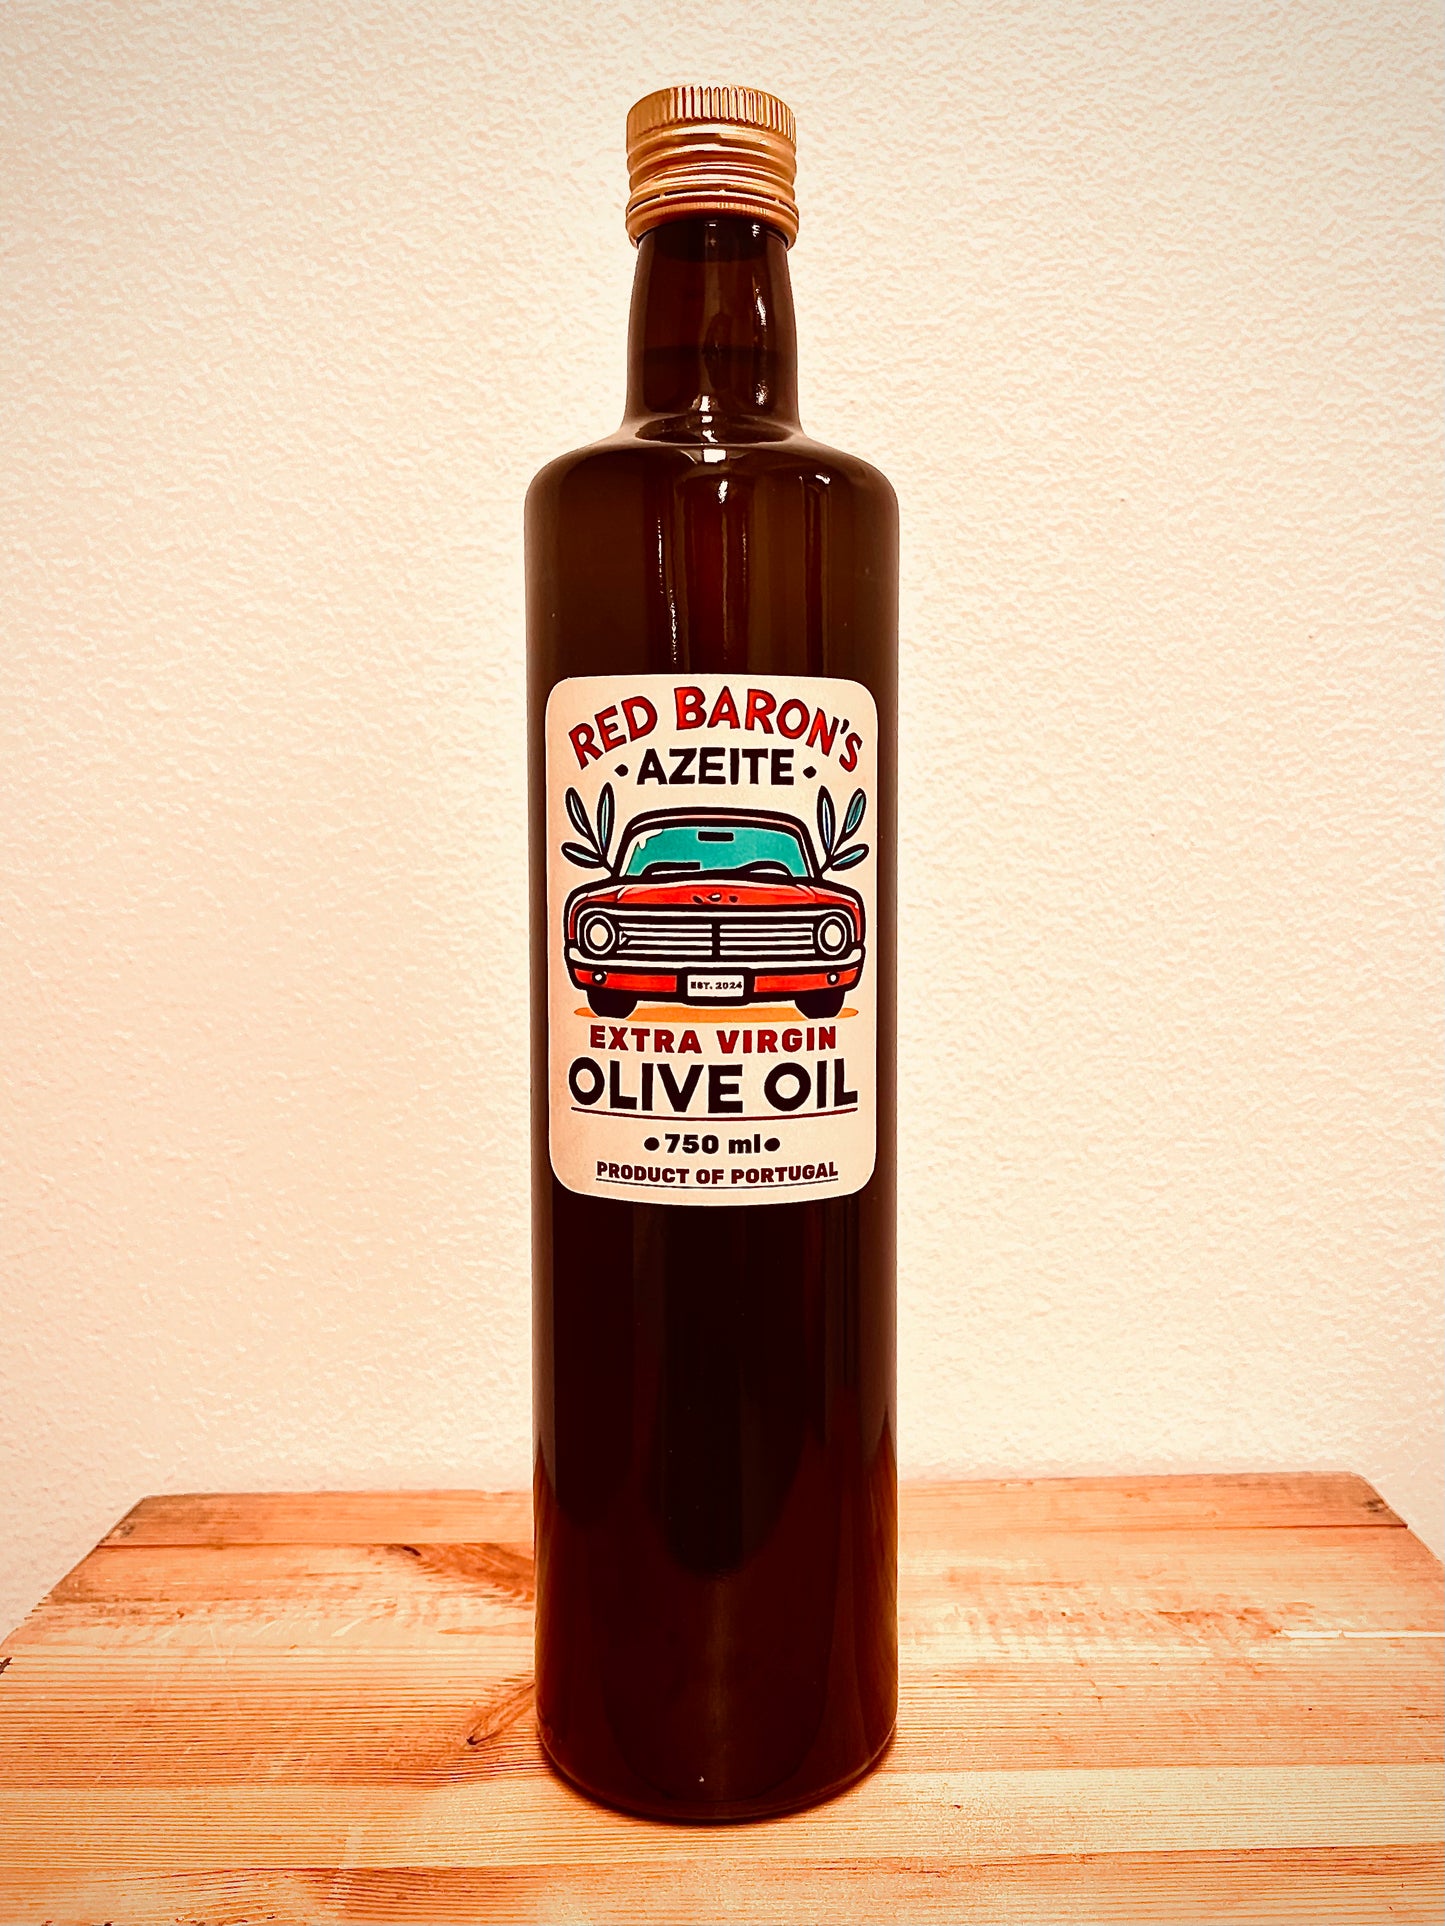 RED BARON'S
• AZEITE •
EST. 2024
EXTRA VIRGIN
OLIVE OIL
•750 ml•
PRODUCT OF PORTUGAL